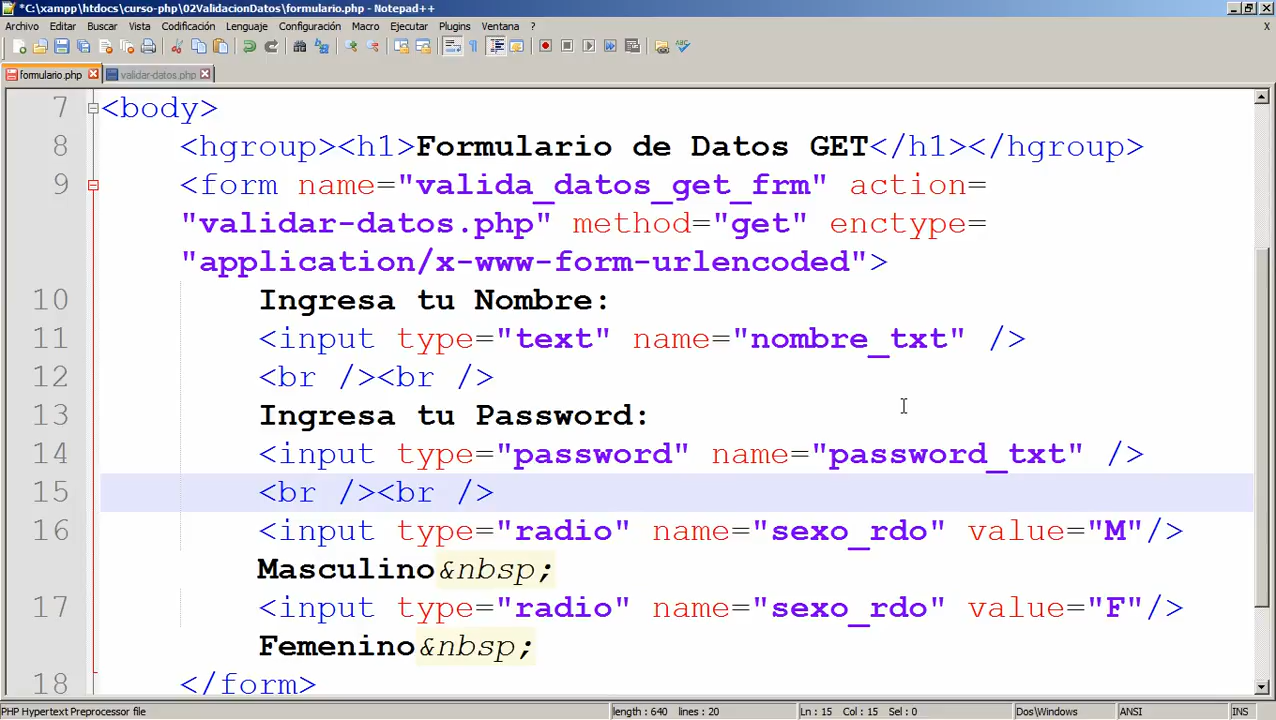 *C:\xampp\htdocs\curso-php\02ValidacionDatos\formulario.php - Notepad++
Archivo Editar Buscar Vista Codificación Lenguaje Configuración Macro Ejecutar Plugins Ventana ? X
formulario.php validar-datos.php
7 <body>
8 <hgroup><h1>Formulario de Datos GET</h1></hgroup>
9 <form name="valida_datos_get_frm" action=
"validar-datos.php" method="get" enctype=
"application/x-www-form-urlencoded">
10 Ingresa tu Nombre:
11 <input type="text" name="nombre_txt" />
12 <br /><br />
13 Ingresa tu Password:
14 <input type="password" name="password_txt" />
15 <br /><br />
16 <input type="radio" name="sexo_rdo" value="M"/>
Masculino&nbsp;
17 <input type="radio" name="sexo_rdo" value="F"/>
Femenino&nbsp;
18 </form>
PHP Hypertext Preprocessor file length : 640 lines : 20 Ln : 15 Col : 15 Sel : 0 Dos\Windows ANSI INS